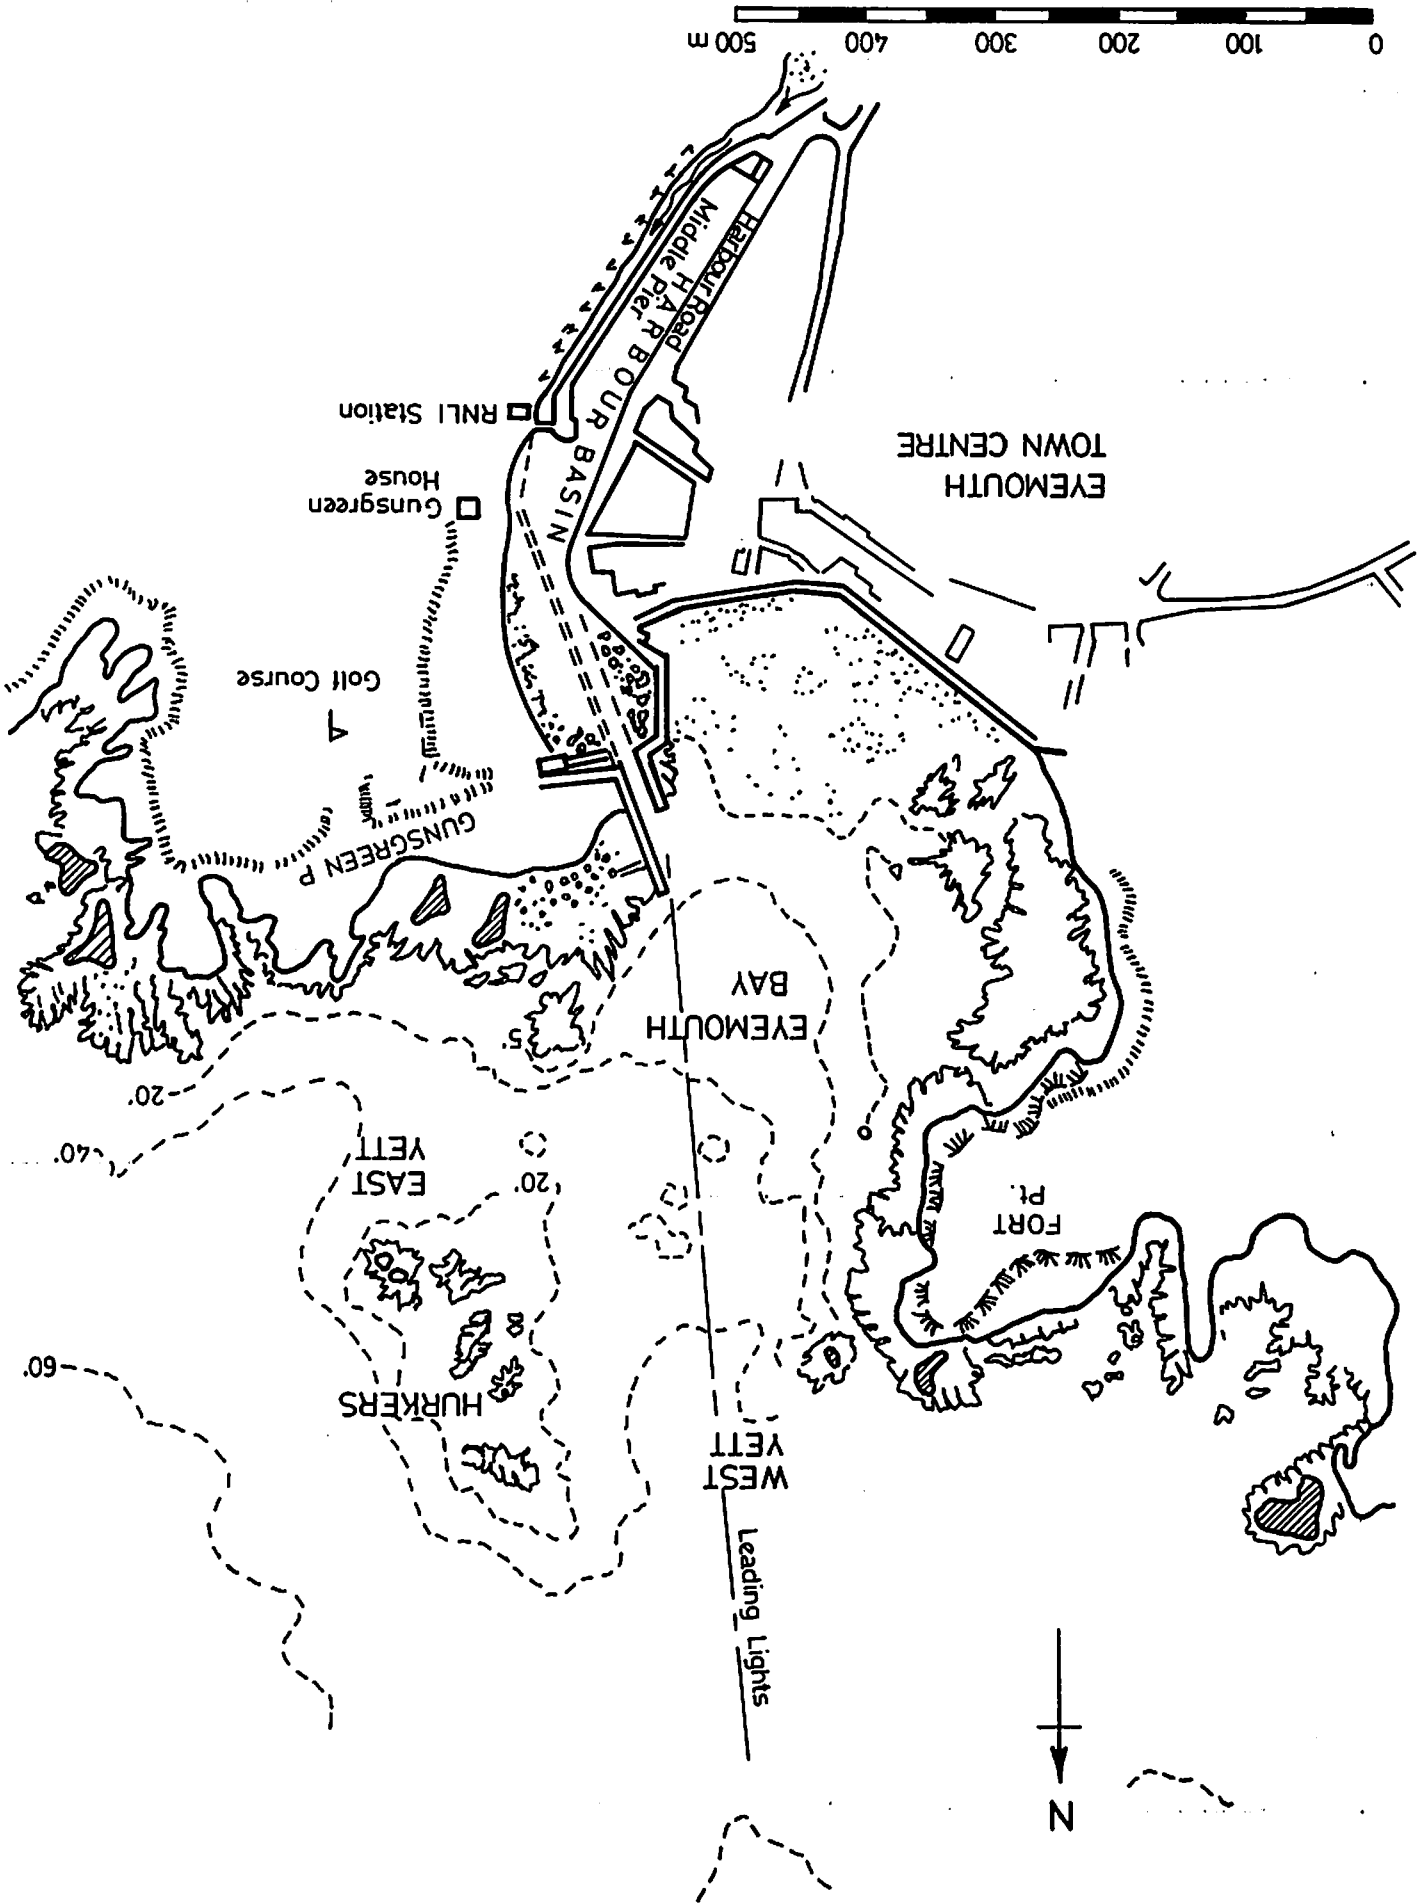 N
Leading Lights
WEST
YETT
HURKERS
60'
FORT
Pt.
20'
EAST
YETT
40'
20'
5'
EYEMOUTH
BAY
GUNSGREEN P
Golf Course
Gunsgreen
House
EYEMOUTH
TOWN CENTRE
RNLI Station
HARBOUR BASIN
Harbour Road
Middle Pier
0 100 200 300 400 500 m